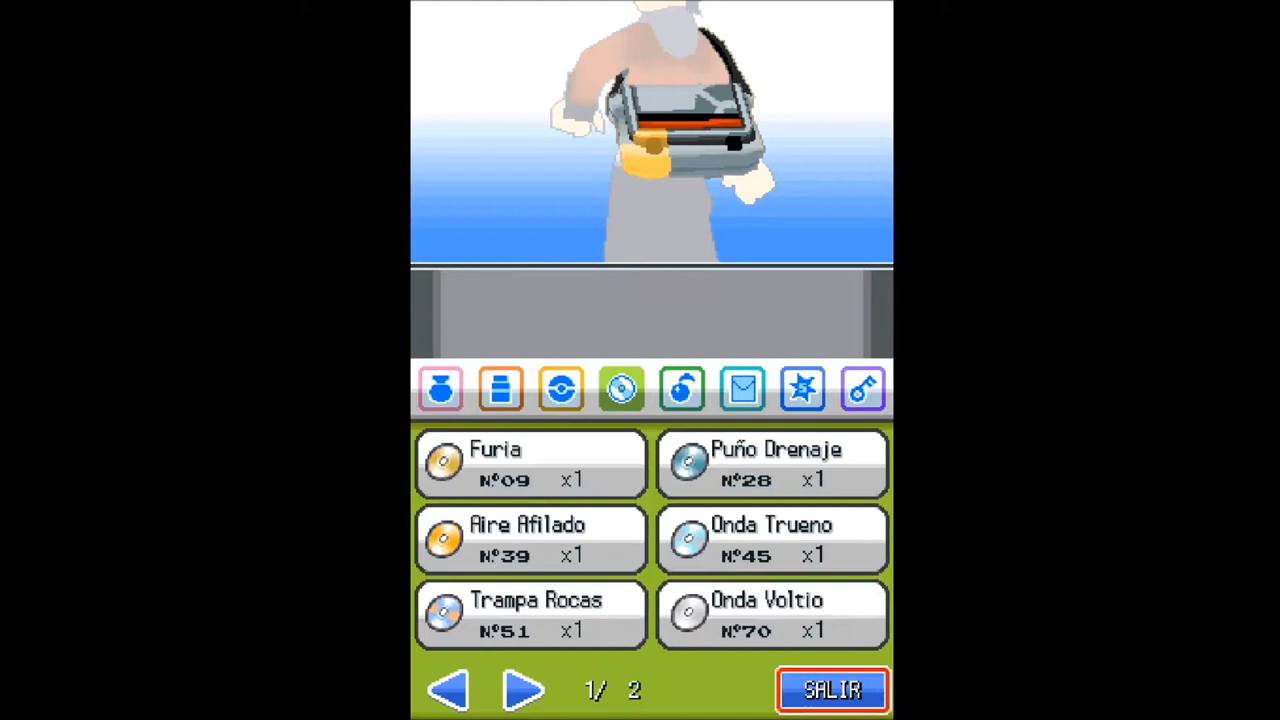 Furia
Nº09 x1
Puño Drenaje
Nº28 x1
Aire Afilado
Nº39 x1
Onda Trueno
Nº45 x1
Trampa Rocas
Nº51 x1
Onda Voltio
Nº70 x1
1/ 2
SALIR